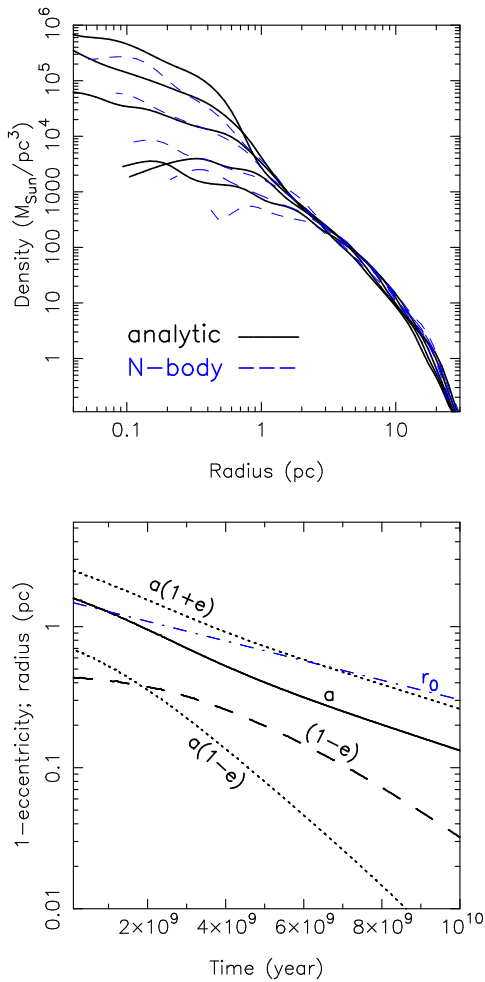 10^6
10^5
10^4
1000
100
10
1
Density (M_Sun/pc^3)
analytic
N-body
0.1 1 10
Radius (pc)
1-eccentricity; radius (pc)
1
0.1
0.01
a(1+e)
r_0
a
(1-e)
a(1-e)
2×10^9 4×10^9 6×10^9 8×10^9 10^10
Time (year)